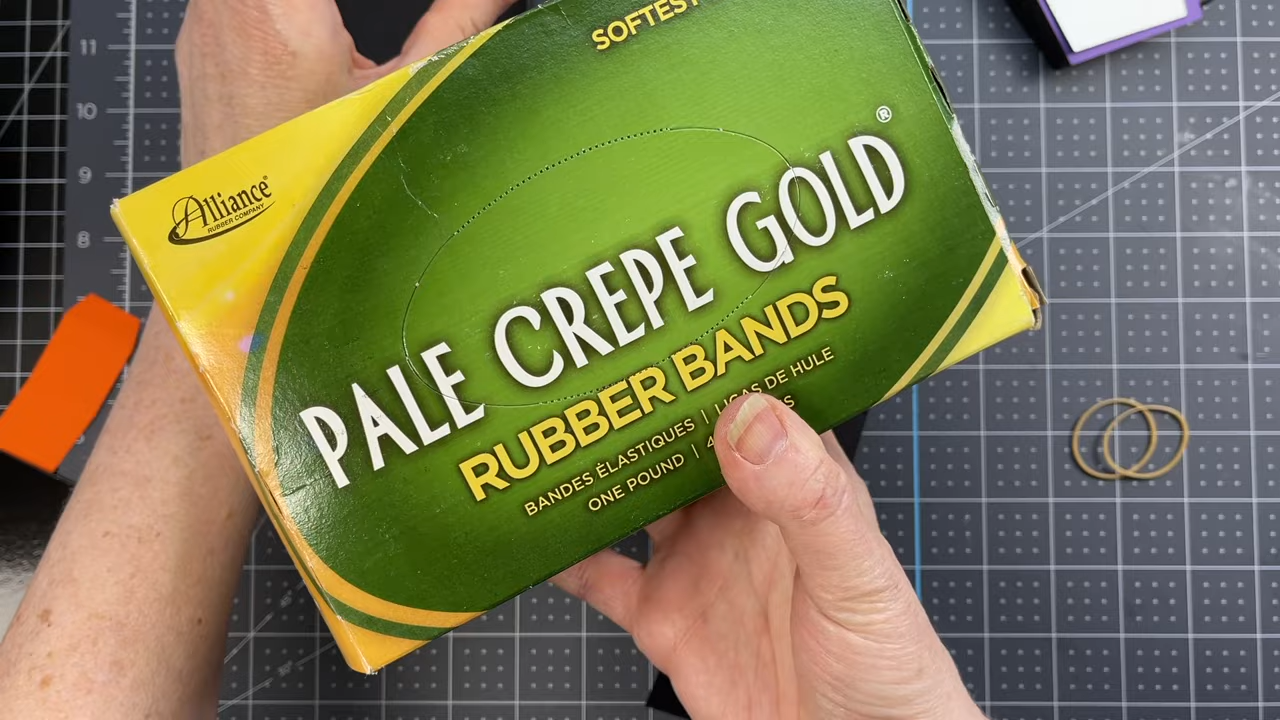 SOFTEST
Alliance®
RUBBER COMPANY
PALE CREPE GOLD®
RUBBER BANDS
BANDES ÉLASTIQUES | LIGAS DE HULE
ONE POUND | 4
11
10
9
8